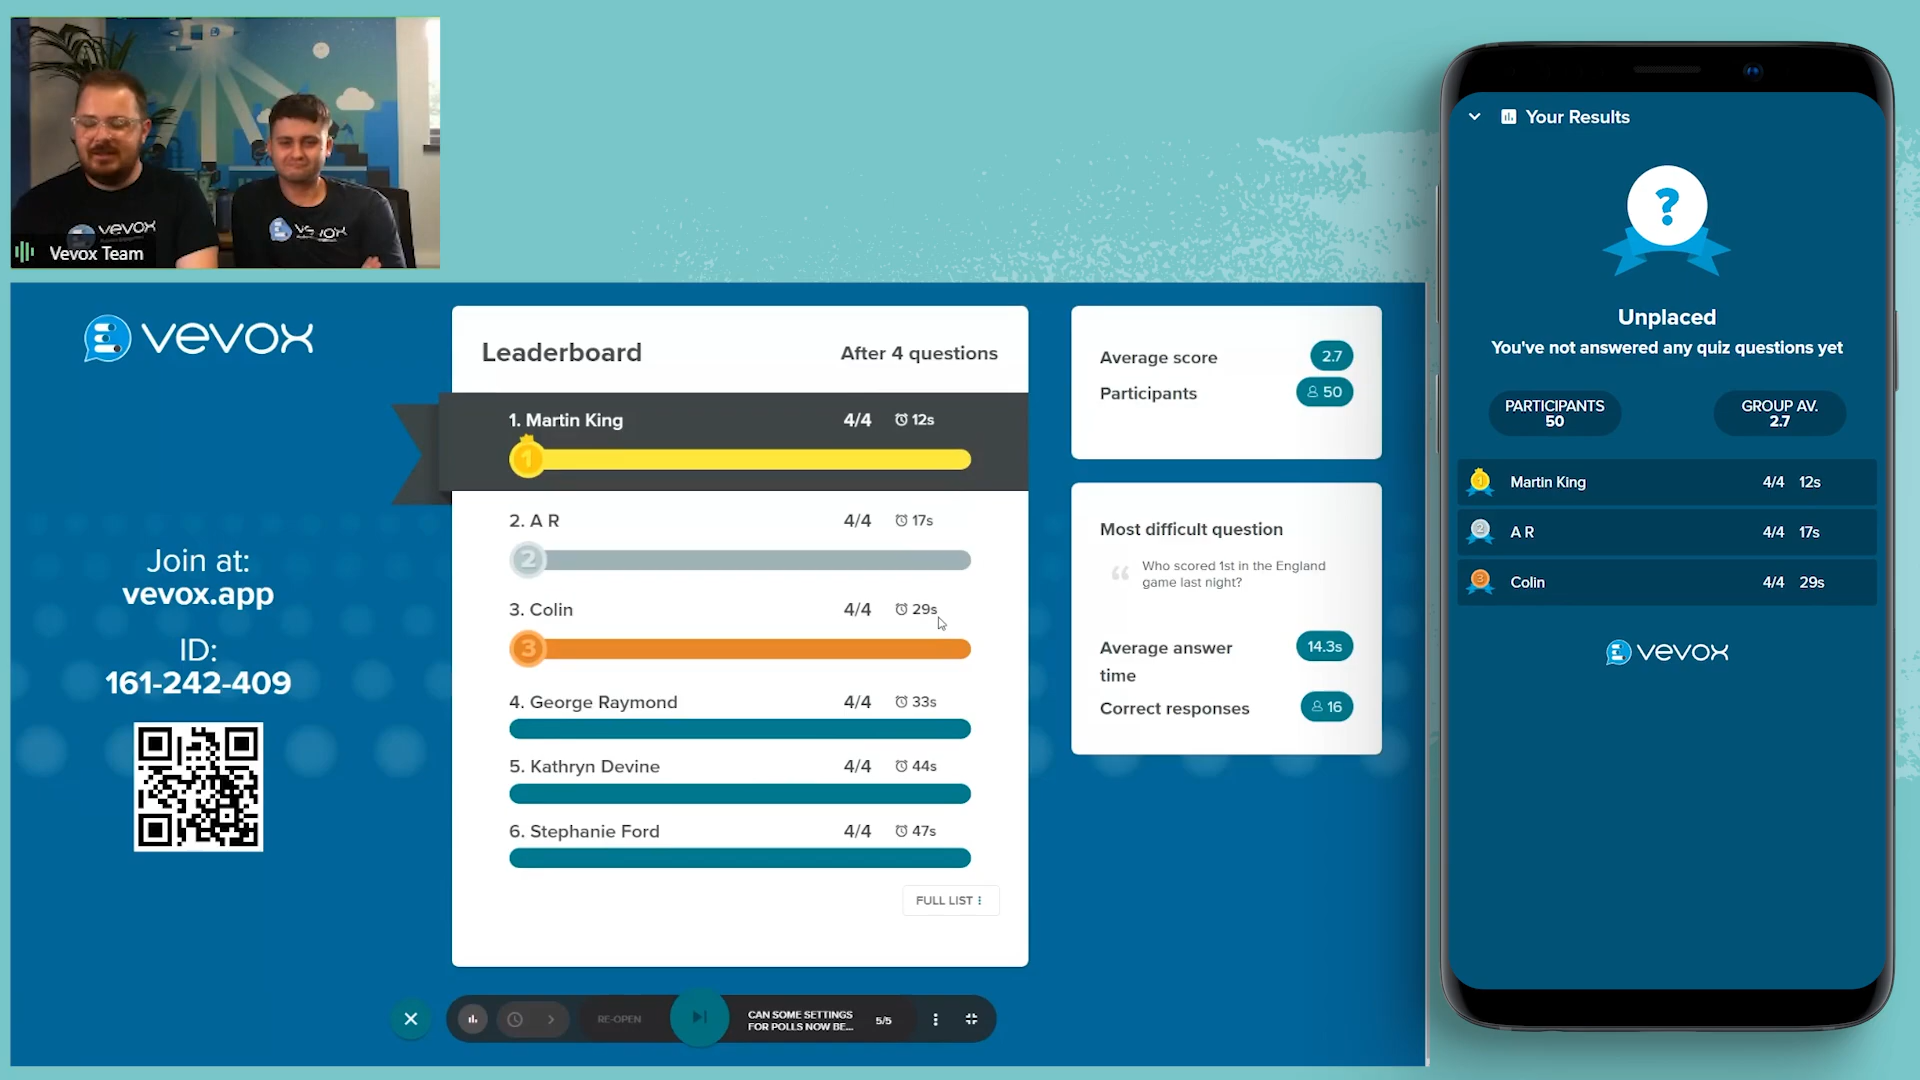 vevox
Vevox Team
vevox
Join at:
vevox.app
ID:
161-242-409
Leaderboard
After 4 questions
1. Martin King 4/4 12s
1
2. A R 4/4 17s
2
3. Colin 4/4 29s
3
4. George Raymond 4/4 33s
5. Kathryn Devine 4/4 44s
6. Stephanie Ford 4/4 47s
FULL LIST
Average score 2.7
Participants 50
Most difficult question
“ Who scored 1st in the England
game last night?
Average answer
time
14.3s
Correct responses 16
RE-OPEN
CAN SOME SETTINGS
FOR POLLS NOW BE...
5/5
Your Results
?
Unplaced
You've not answered any quiz questions yet
PARTICIPANTS
50
GROUP AV.
2.7
1 Martin King 4/4 12s
2 A R 4/4 17s
3 Colin 4/4 29s
vevox